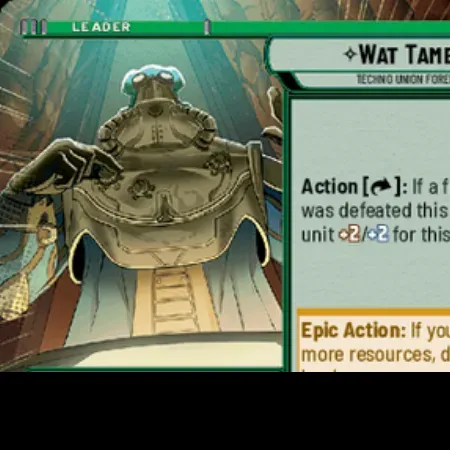 LEADER
WAT TAMB
TECHNO UNION FORE
Action [ ]: If a f
was defeated this
unit +2/+2 for this
Epic Action: If you
more resources, d